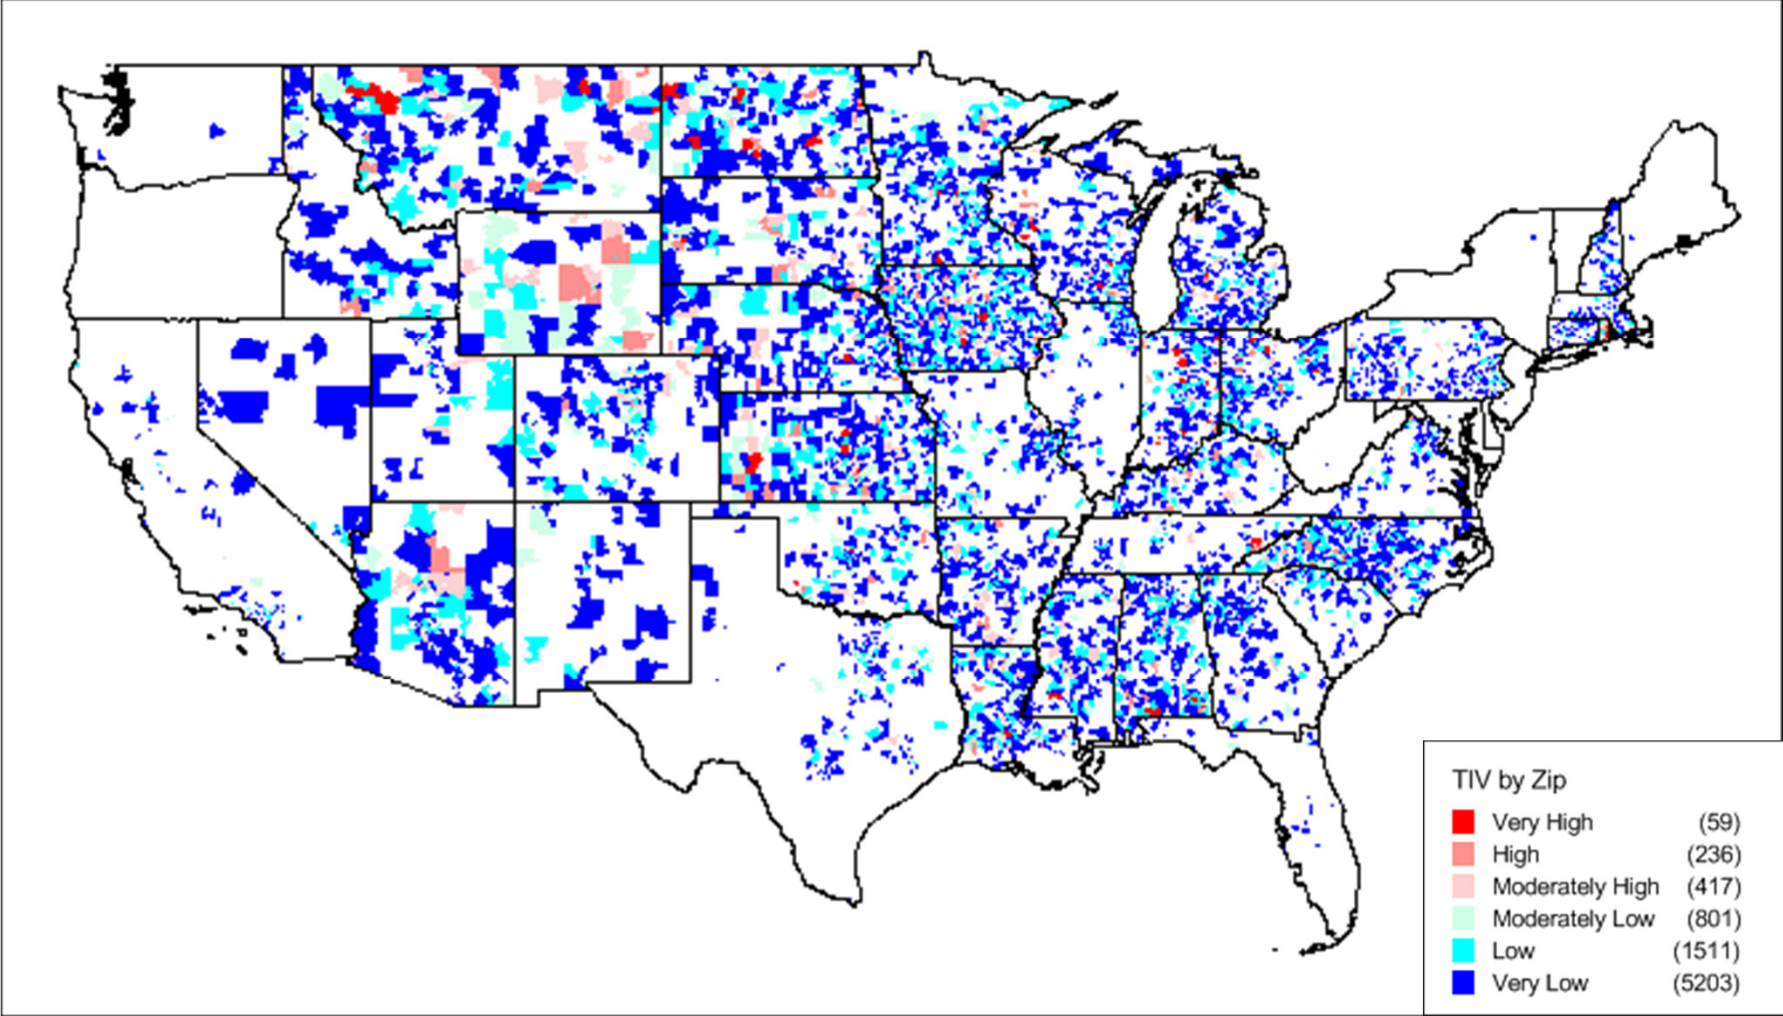 TIV by Zip
Very High (59)
High (236)
Moderately High (417)
Moderately Low (801)
Low (1511)
Very Low (5203)